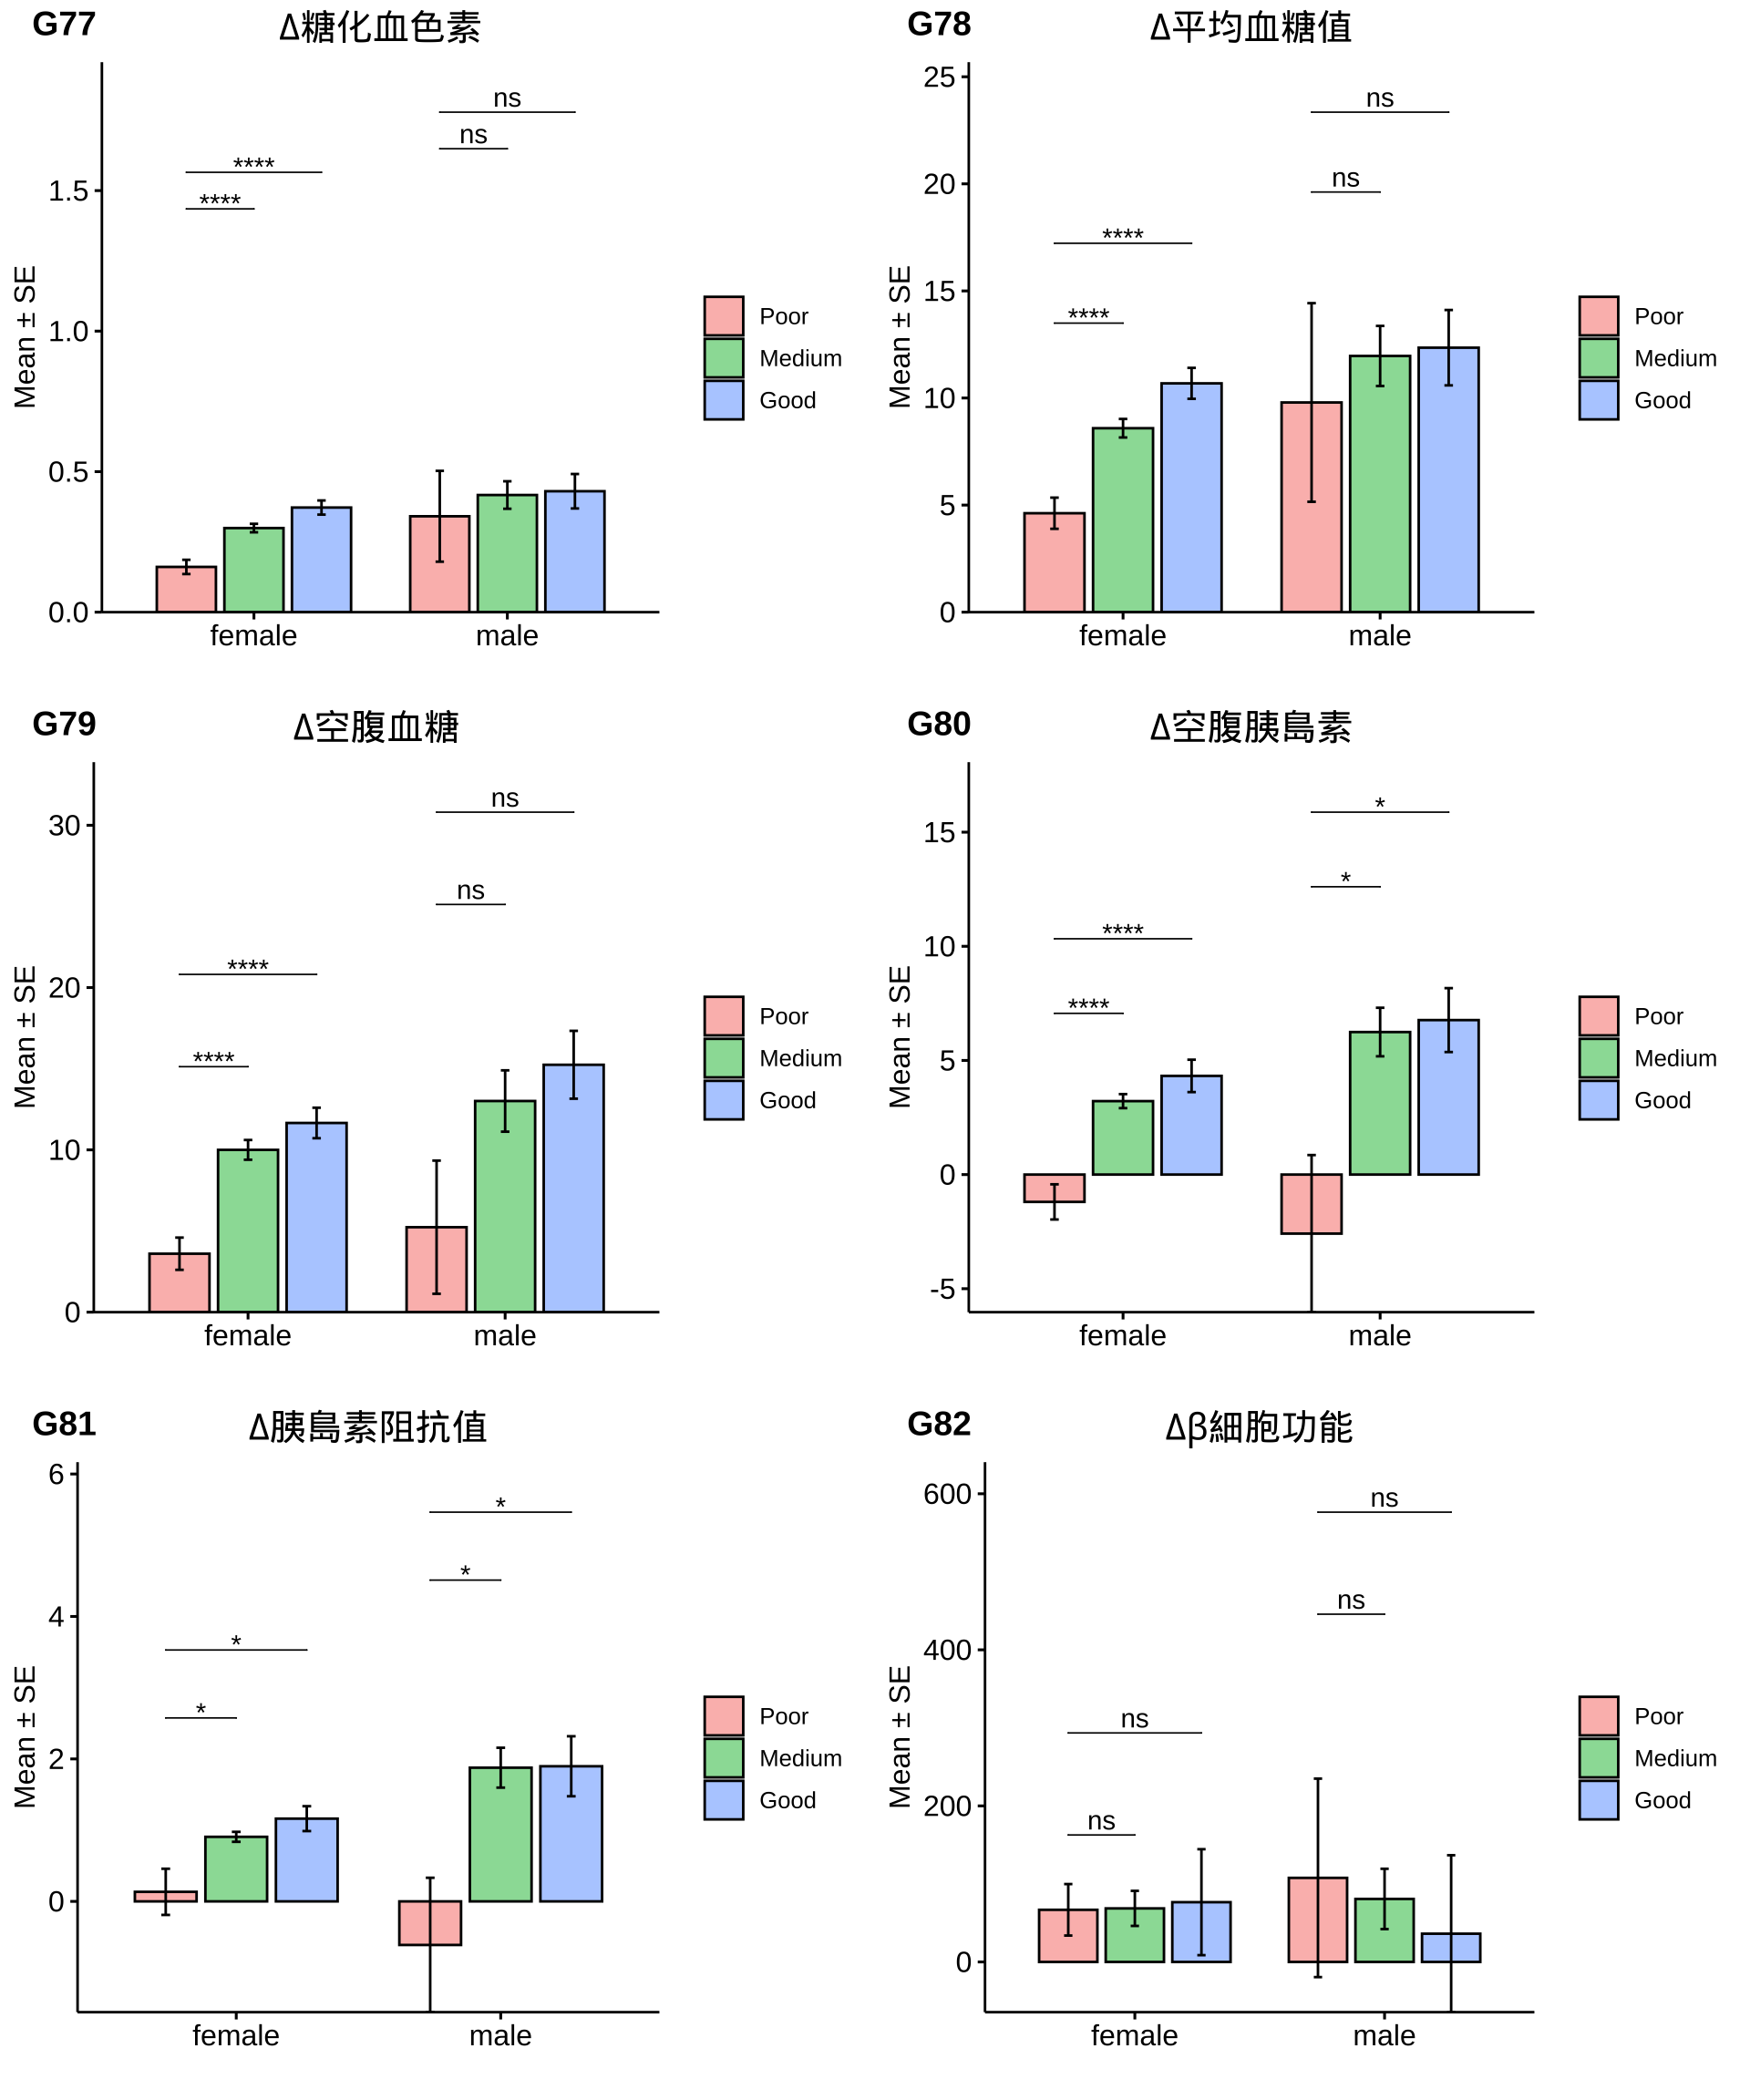 G77 Δ糖化血色素
Mean ± SE
1.5
1.0
0.5
0.0
ns
ns
****
****
female male
Poor
Medium
Good
G78 Δ平均血糖值
Mean ± SE
25
20
15
10
5
0
ns
ns
****
****
female male
Poor
Medium
Good
G79 Δ空腹血糖
Mean ± SE
30
20
10
0
ns
ns
****
****
female male
Poor
Medium
Good
G80 Δ空腹胰島素
Mean ± SE
15
10
5
0
-5
*
*
****
****
female male
Poor
Medium
Good
G81 Δ胰島素阻抗值
Mean ± SE
6
4
2
0
*
*
*
*
female male
Poor
Medium
Good
G82 Δβ細胞功能
Mean ± SE
600
400
200
0
ns
ns
ns
ns
female male
Poor
Medium
Good